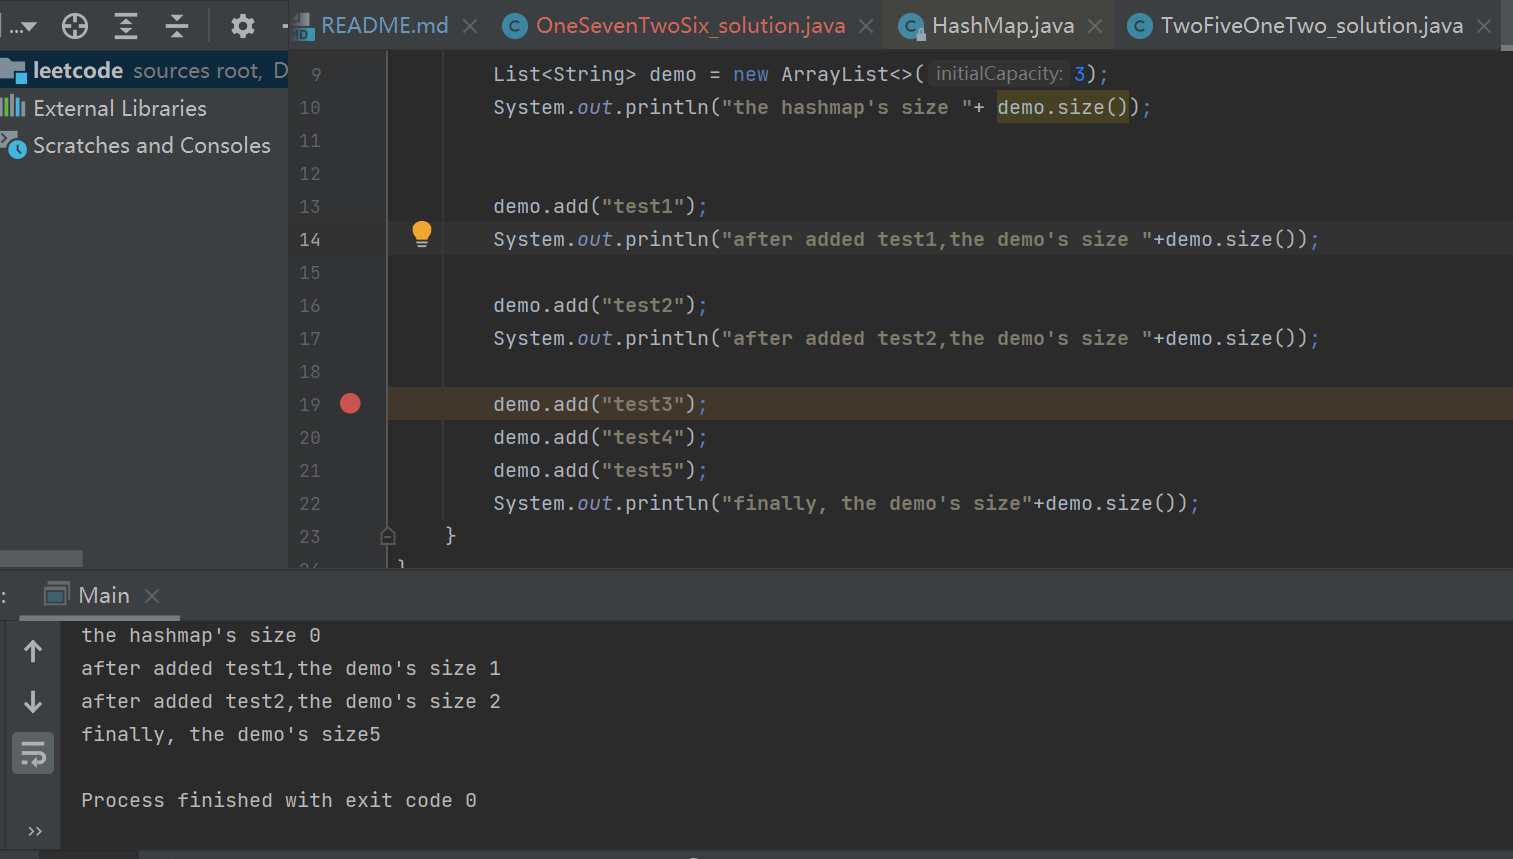 ...
README.md
OneSevenTwoSix_solution.java
HashMap.java
TwoFiveOneTwo_solution.java
leetcode sources root, D
External Libraries
Scratches and Consoles
9 List<String> demo = new ArrayList<>( initialCapacity: 3);
10 System.out.println("the hashmap's size "+ demo.size());
11
12
13 demo.add("test1");
14 System.out.println("after added test1,the demo's size "+demo.size());
15
16 demo.add("test2");
17 System.out.println("after added test2,the demo's size "+demo.size());
18
19 demo.add("test3");
20 demo.add("test4");
21 demo.add("test5");
22 System.out.println("finally, the demo's size"+demo.size());
23 }
}
: Main
the hashmap's size 0
after added test1,the demo's size 1
after added test2,the demo's size 2
finally, the demo's size5
Process finished with exit code 0